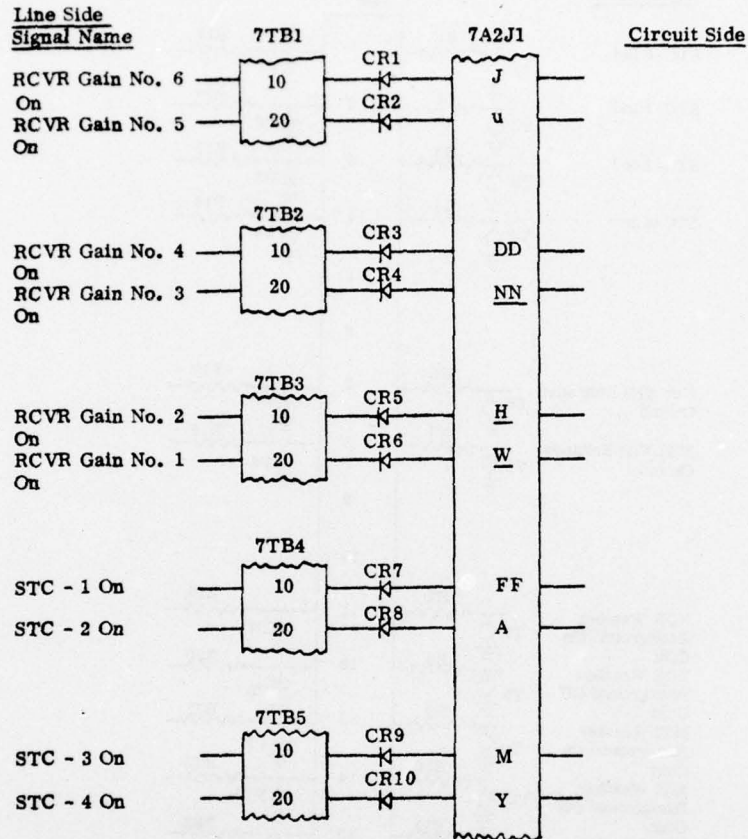 Line Side
Signal Name 7TB1 7A2J1 Circuit Side
CR1
RCVR Gain No. 6 10 J
On
CR2
RCVR Gain No. 5 20 u
On
7TB2
CR3
RCVR Gain No. 4 10 DD
On
CR4
RCVR Gain No. 3 20 NN
On
7TB3
CR5
RCVR Gain No. 2 10 H
On
CR6
RCVR Gain No. 1 20 W
On
7TB4
CR7
STC - 1 On 10 FF
CR8
STC - 2 On 20 A
7TB5
CR9
STC - 3 On 10 M
CR10
STC - 4 On 20 Y